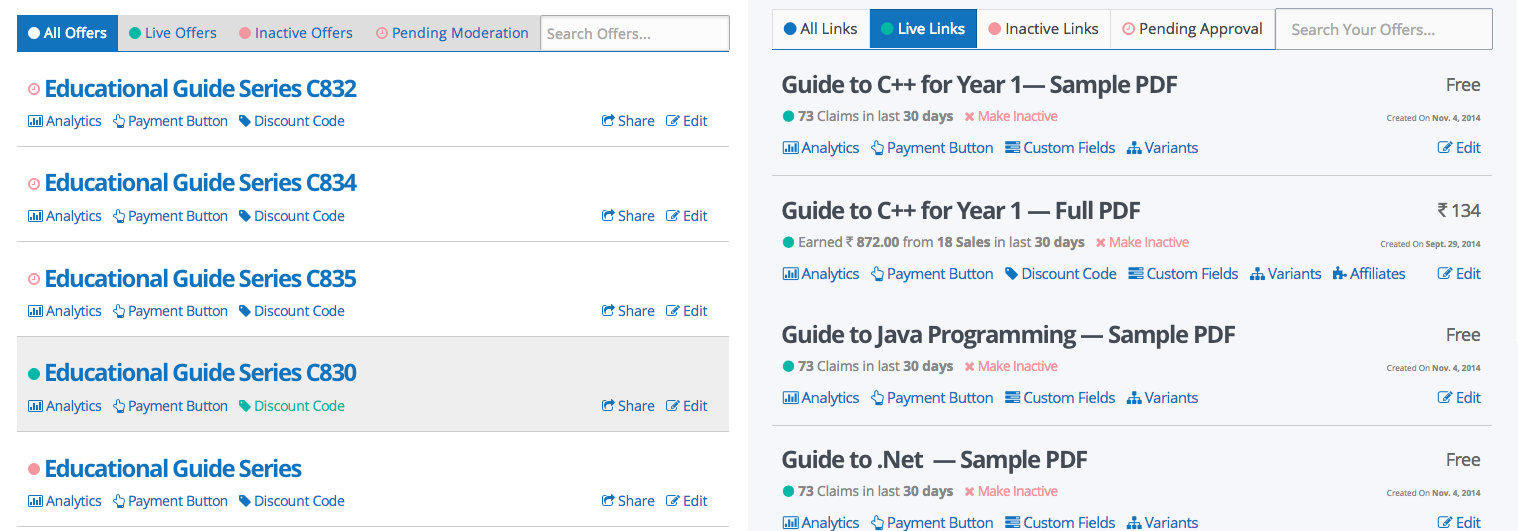 All Offers Live Offers Inactive Offers Pending Moderation Search Offers...
Educational Guide Series C832
Analytics Payment Button Discount Code Share Edit
Educational Guide Series C834
Analytics Payment Button Discount Code Share Edit
Educational Guide Series C835
Analytics Payment Button Discount Code Share Edit
Educational Guide Series C830
Analytics Payment Button Discount Code Share Edit
Educational Guide Series
Analytics Payment Button Discount Code Share Edit
All Links Live Links Inactive Links Pending Approval Search Your Offers...
Guide to C++ for Year 1— Sample PDF Free
73 Claims in last 30 days Make Inactive Created On Nov. 4, 2014
Analytics Payment Button Custom Fields Variants Edit
Guide to C++ for Year 1 — Full PDF ₹ 134
Earned ₹ 872.00 from 18 Sales in last 30 days Make Inactive Created On Sept. 29, 2014
Analytics Payment Button Discount Code Custom Fields Variants Affiliates Edit
Guide to Java Programming — Sample PDF Free
73 Claims in last 30 days Make Inactive Created On Nov. 4, 2014
Analytics Payment Button Custom Fields Variants Edit
Guide to .Net — Sample PDF Free
73 Claims in last 30 days Make Inactive Created On Nov. 4, 2014
Analytics Payment Button Custom Fields Variants Edit